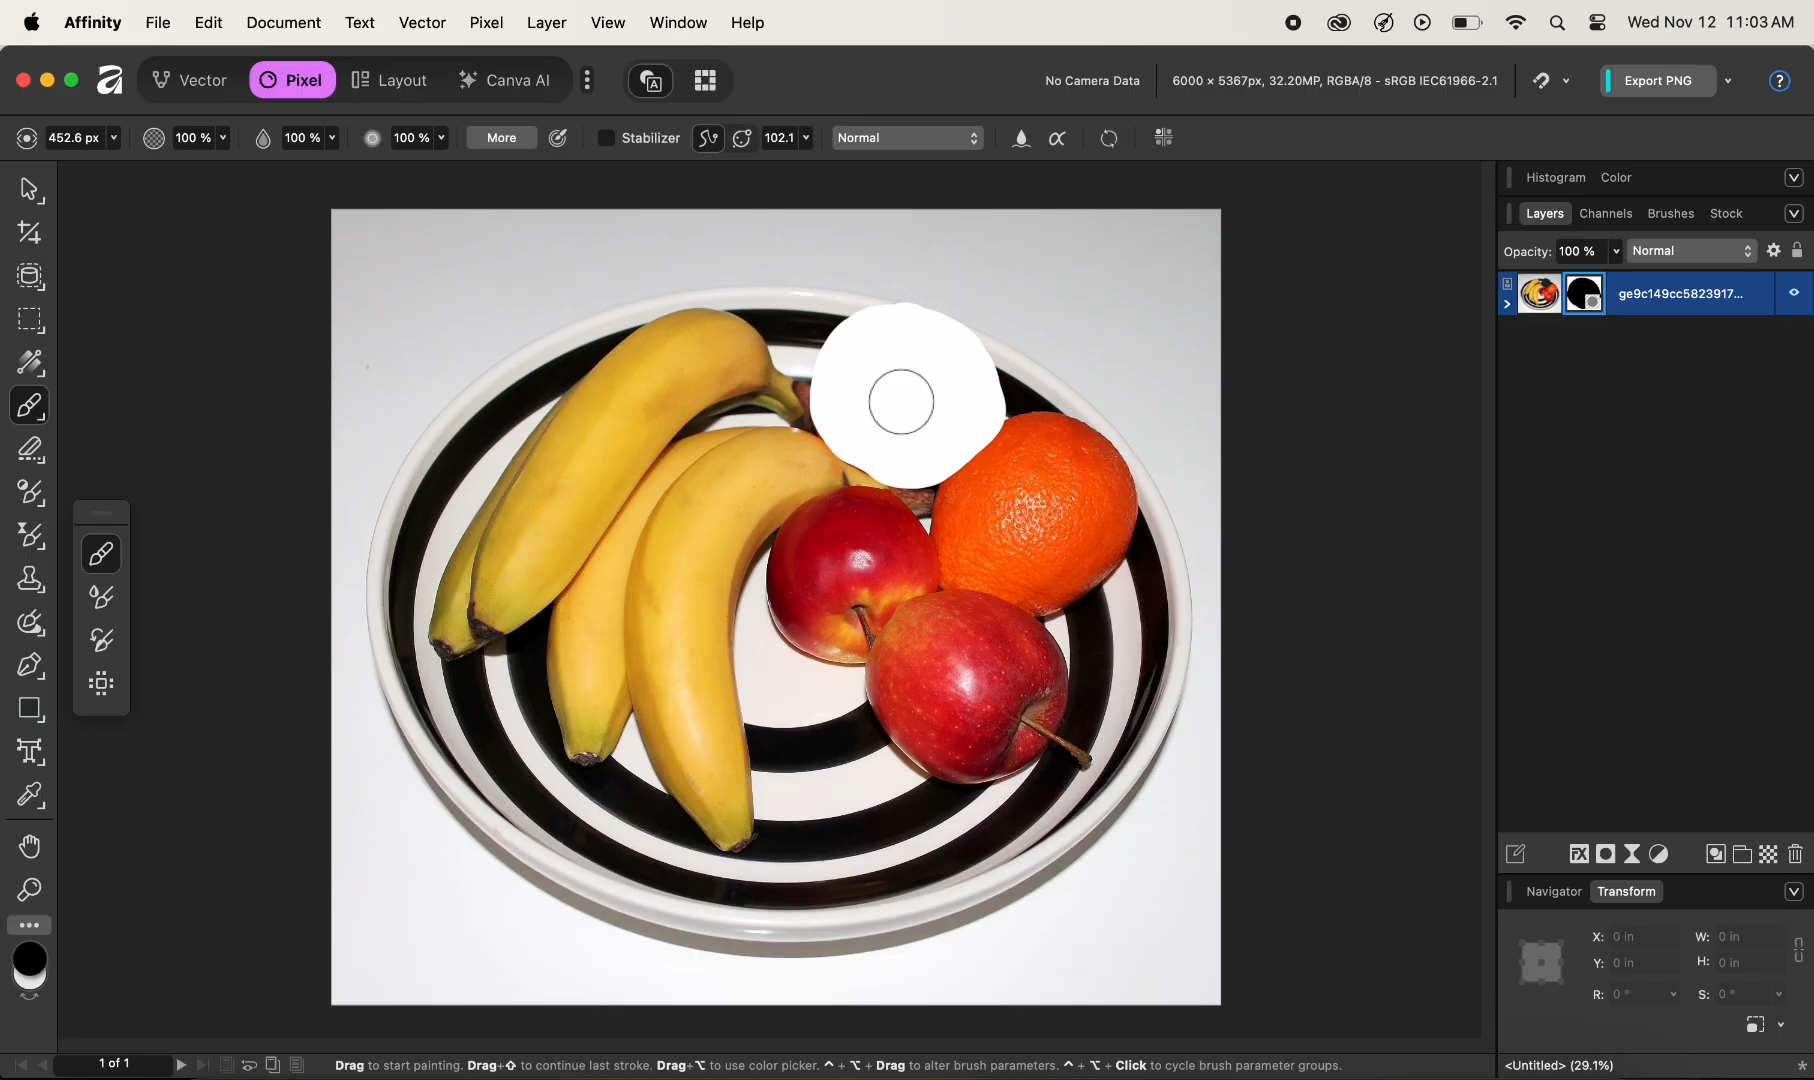 Affinity File Edit Document Text Vector Pixel Layer View Window Help Wed Nov 12 11:03 AM
Vector Pixel Layout Canva AI No Camera Data 6000 × 5367px, 32.20MP, RGBA/8 - sRGB IEC61966-2.1 Export PNG ?
452.6 px 100 % 100 % 100 % More Stabilizer 102.1 Normal
Histogram Color
Layers Channels Brushes Stock
Opacity: 100 % Normal
ge9c149cc5823917...
FX
Navigator Transform
X: 0 in W: 0 in
Y: 0 in H: 0 in
R: 0 ° S: 0 °
1 of 1 Drag to start painting. Drag+⇧ to continue last stroke. Drag+⌥ to use color picker. ⌃ + ⌥ + Drag to alter brush parameters. ⌃ + ⌥ + Click to cycle brush parameter groups. <Untitled> (29.1%)